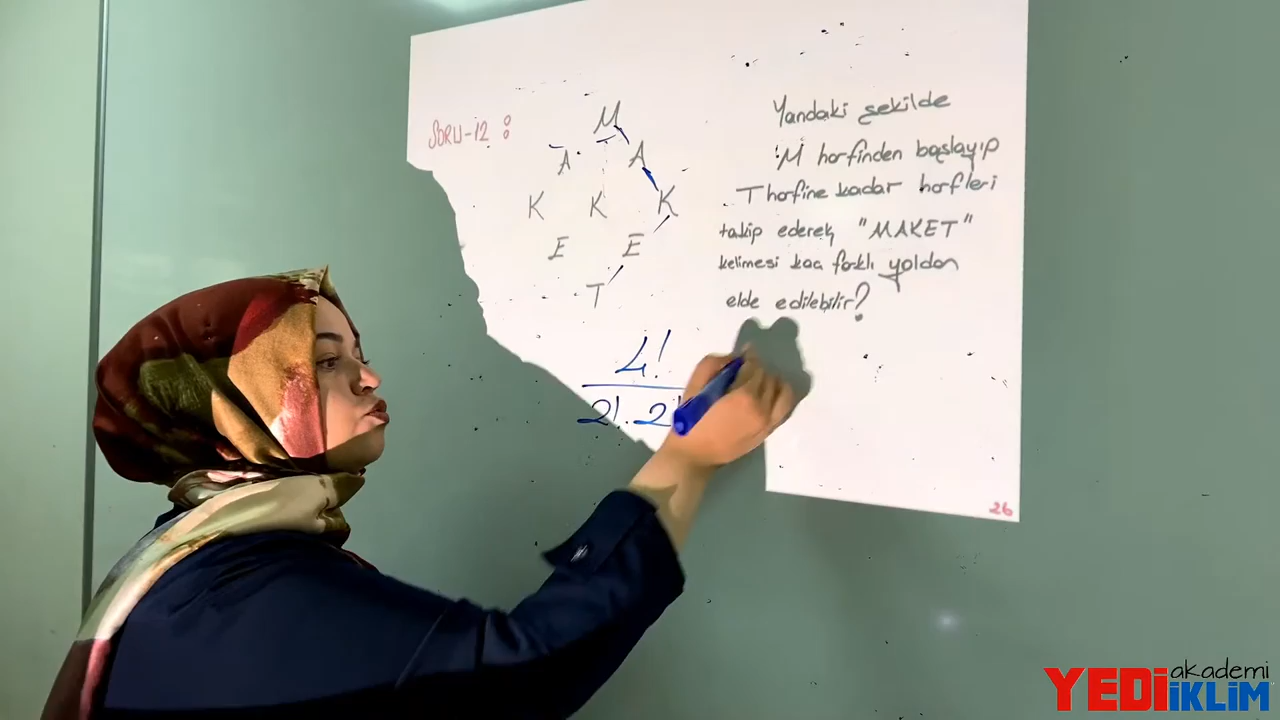 SORU-12 :
M
A A
K K K
E E
T
Yandaki şekilde
M harfinden başlayıp
T harfine kadar harfleri
takip ederek "MAKET"
kelimesi kaç farklı yoldan
elde edilebilir?
4!
2!.2!
26
YEDİ akademi
İKLİM